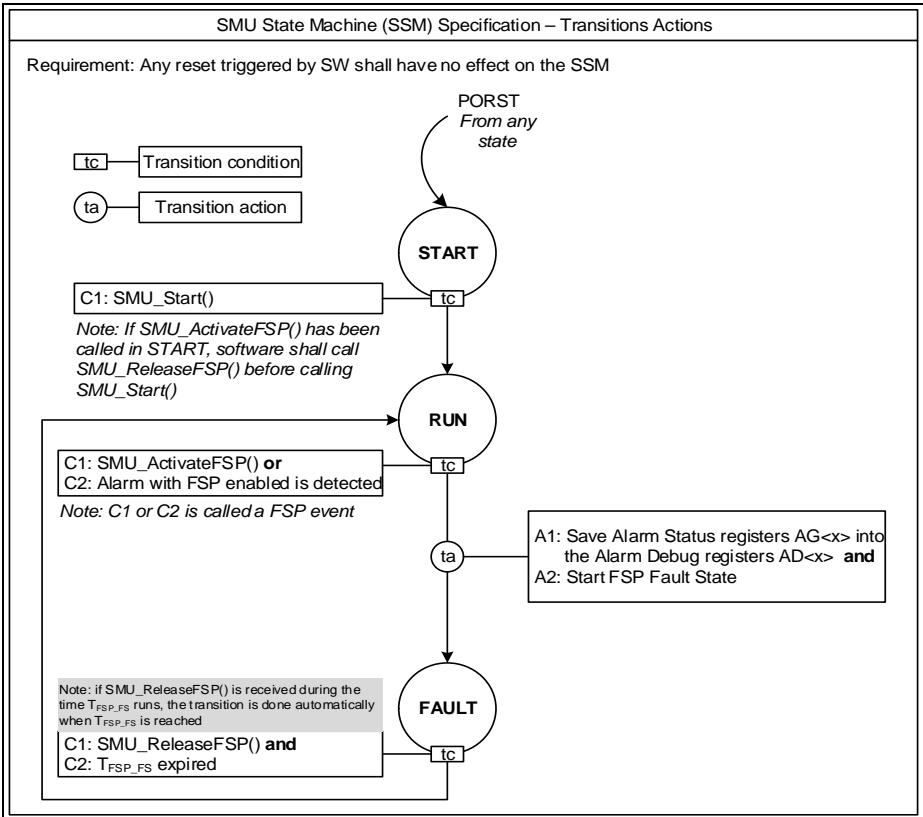 SMU State Machine (SSM) Specification – Transitions Actions
Requirement: Any reset triggered by SW shall have no effect on the SSM
PORST
From any
state
tc
Transition condition
ta
Transition action
START
C1: SMU_Start()
tc
Note: If SMU_ActivateFSP() has been
called in START, software shall call
SMU_ReleaseFSP() before calling
SMU_Start()
RUN
C1: SMU_ActivateFSP() or
C2: Alarm with FSP enabled is detected
tc
Note: C1 or C2 is called a FSP event
ta
A1: Save Alarm Status registers AG<x> into
the Alarm Debug registers AD<x> and
A2: Start FSP Fault State
Note: if SMU_ReleaseFSP() is received during the
time TFSP_FS runs, the transition is done automatically
when TFSP_FS is reached
FAULT
C1: SMU_ReleaseFSP() and
C2: TFSP_FS expired
tc